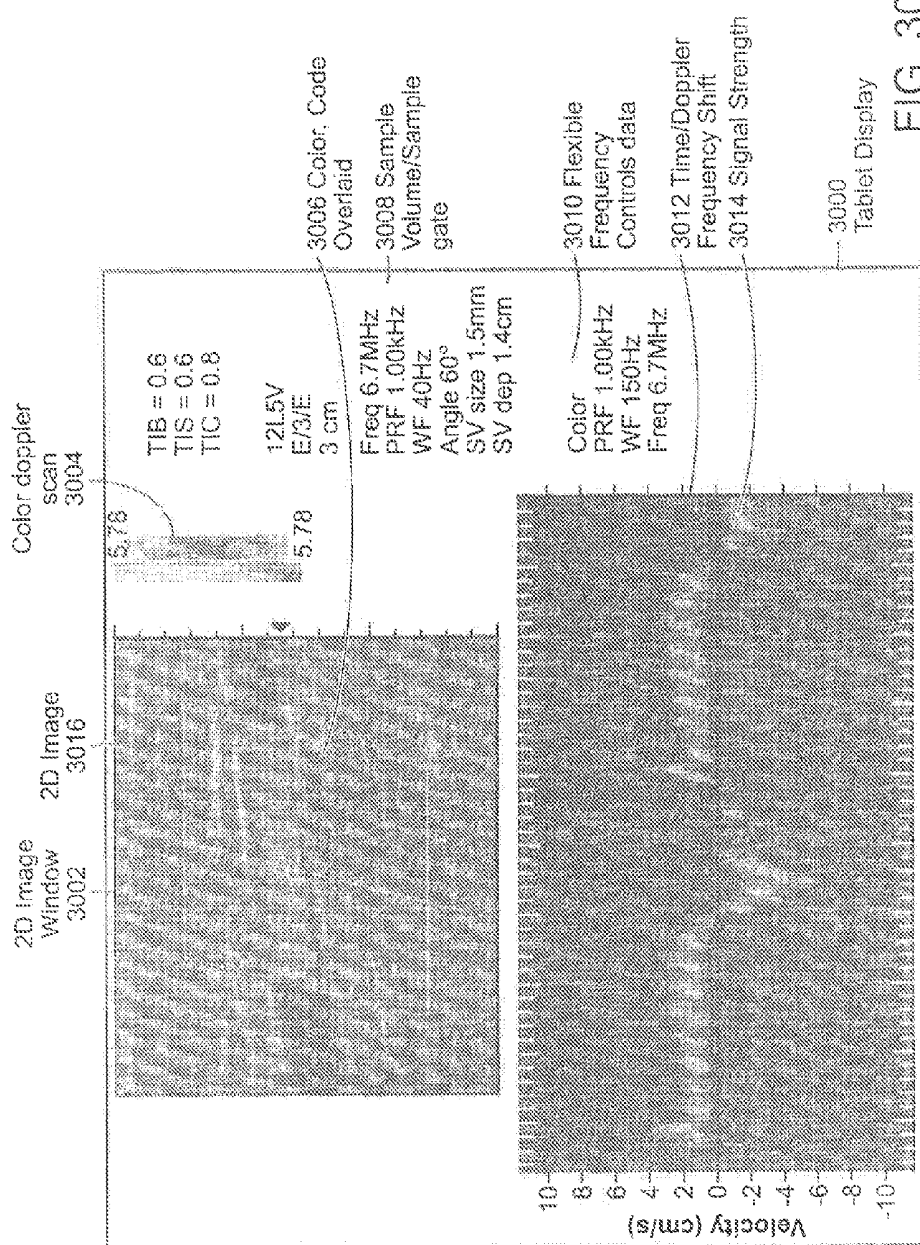 2D Image
Window
3002
2D Image
3016
Color doppler
scan
3004
5.78
5.78
TIB = 0.6
TIS = 0.6
TIC = 0.8
12L5V
E/3/E
3 cm
Freq 6.7MHz
PRF 1.00kHz
WF 40Hz
Angle 60°
SV size 1.5mm
SV dep 1.4cm
Color
PRF 1.00kHz
WF 150Hz
Freq 6.7MHz
3006 Color, Code
Overlaid
3008 Sample
Volume/Sample
gate
3010 Flexible
Frequency
Controls data
3012 Time/Doppler
Frequency Shift
3014 Signal Strength
3000
Tablet Display
10
8
6
4
2
0
-2
-4
-6
-8
-10
Velocity (cm/s)
FIG. 30